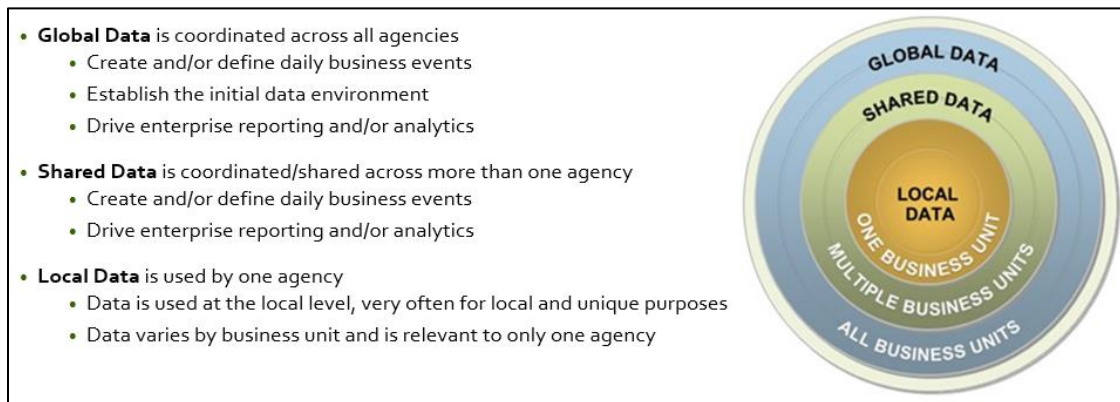 • Global Data is coordinated across all agencies
• Create and/or define daily business events
• Establish the initial data environment
• Drive enterprise reporting and/or analytics
• Shared Data is coordinated/shared across more than one agency
• Create and/or define daily business events
• Drive enterprise reporting and/or analytics
• Local Data is used by one agency
• Data is used at the local level, very often for local and unique purposes
• Data varies by business unit and is relevant to only one agency
GLOBAL DATA
SHARED DATA
LOCAL
DATA
ONE BUSINESS UNIT
MULTIPLE BUSINESS UNITS
ALL BUSINESS UNITS